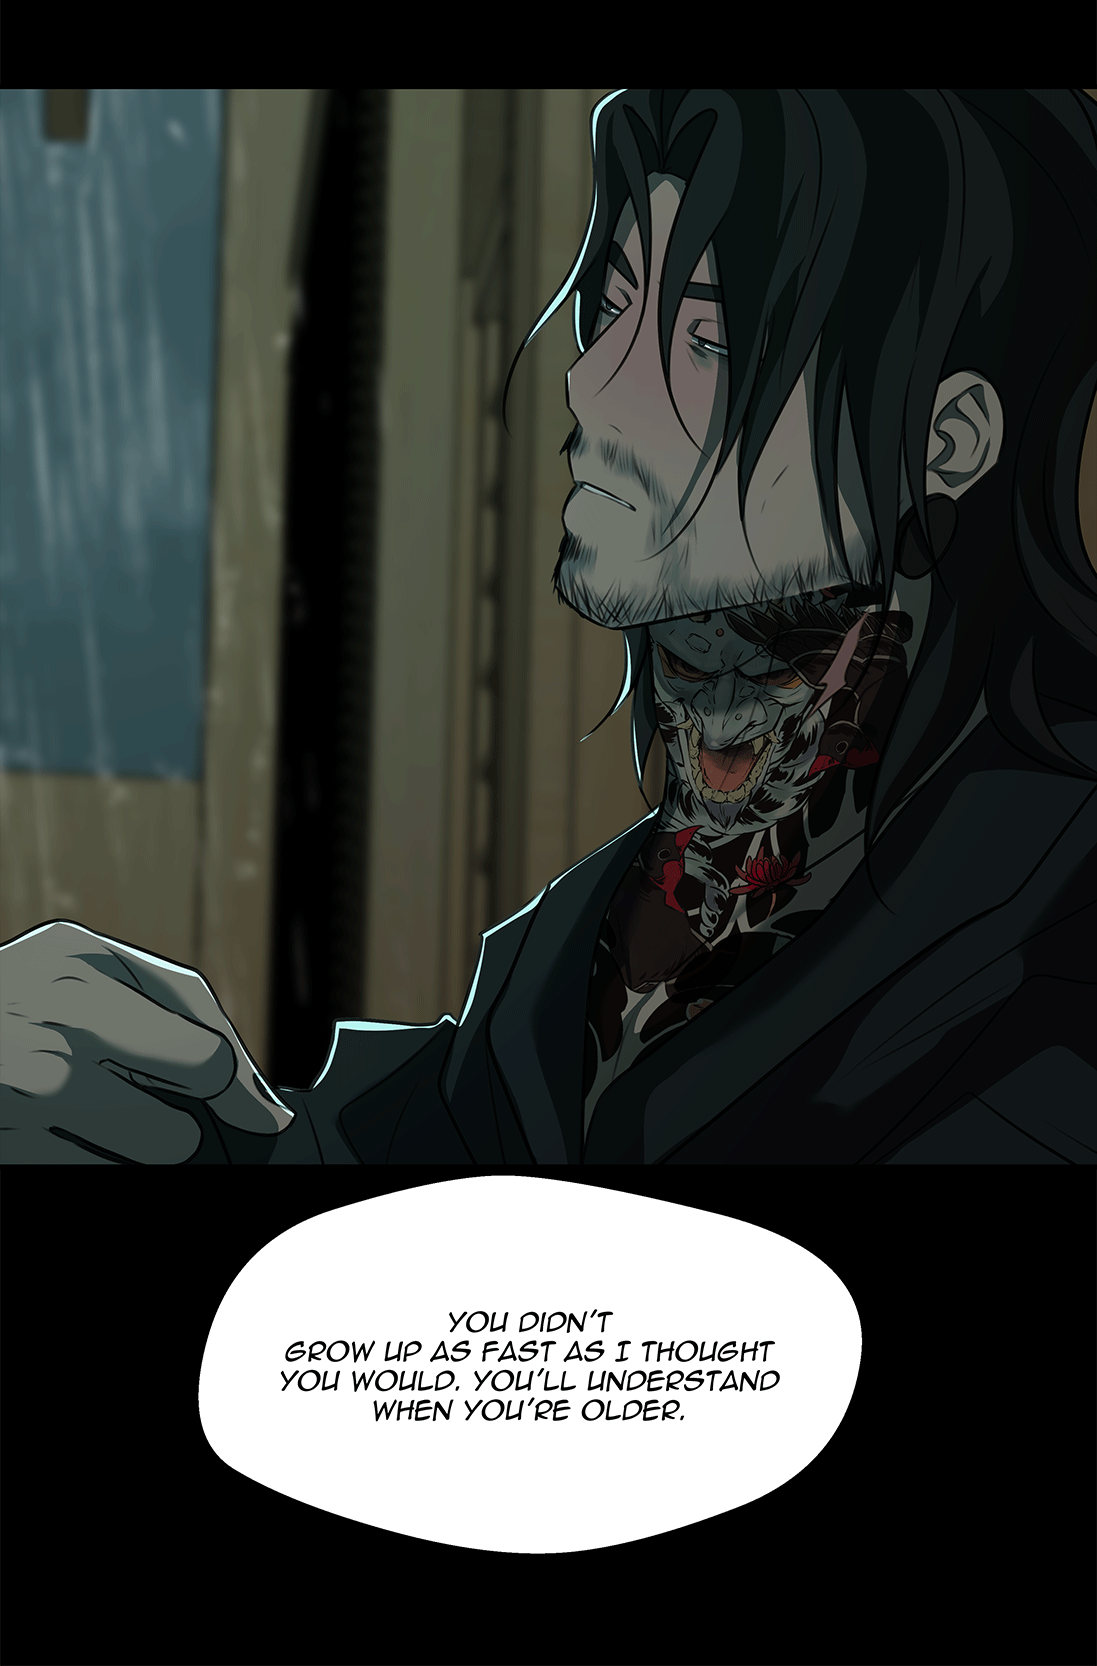 YOU DIDN'T
GROW UP AS FAST AS I THOUGHT
YOU WOULD. YOU'LL UNDERSTAND
WHEN YOU'RE OLDER.